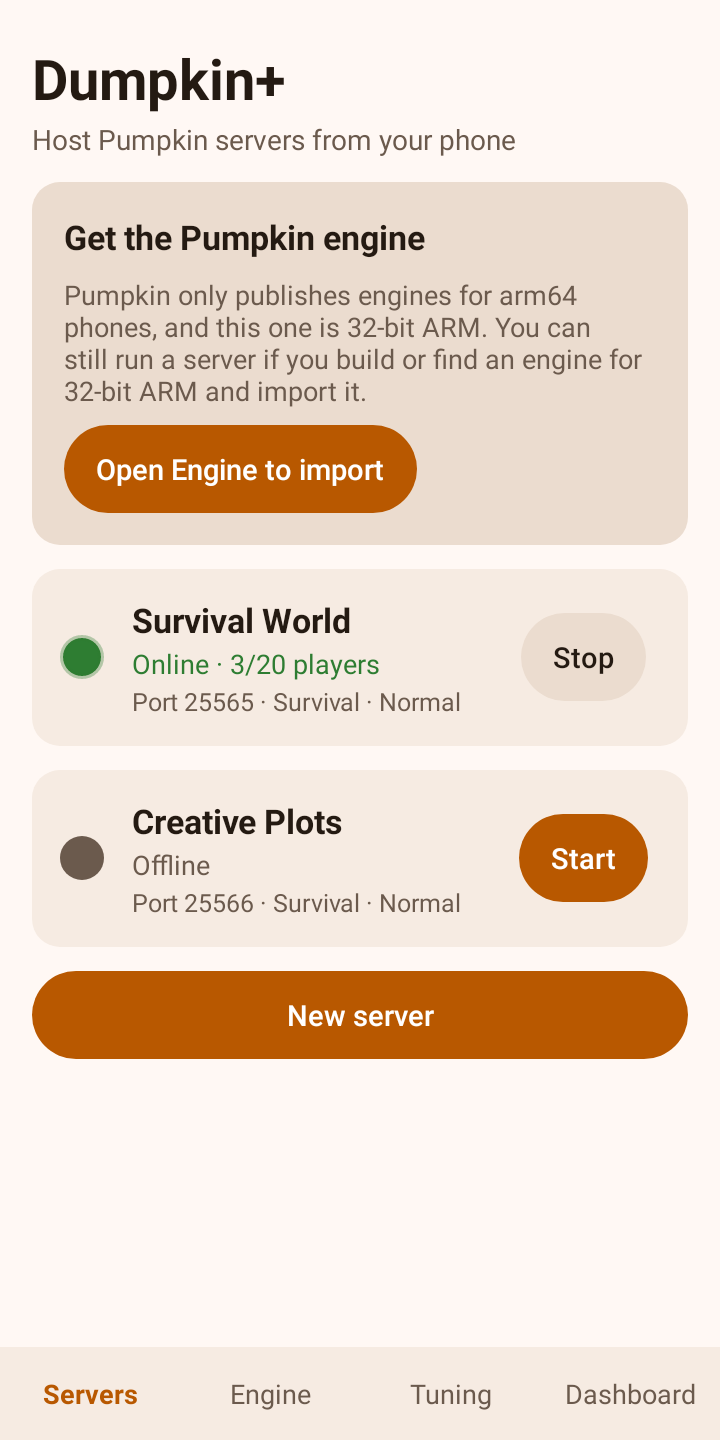 Dumpkin+
Host Pumpkin servers from your phone
Get the Pumpkin engine
Pumpkin only publishes engines for arm64
phones, and this one is 32-bit ARM. You can
still run a server if you build or find an engine for
32-bit ARM and import it.
Open Engine to import
Survival World
Online · 3/20 players
Port 25565 · Survival · Normal
Stop
Creative Plots
Offline
Port 25566 · Survival · Normal
Start
New server
Servers
Engine
Tuning
Dashboard